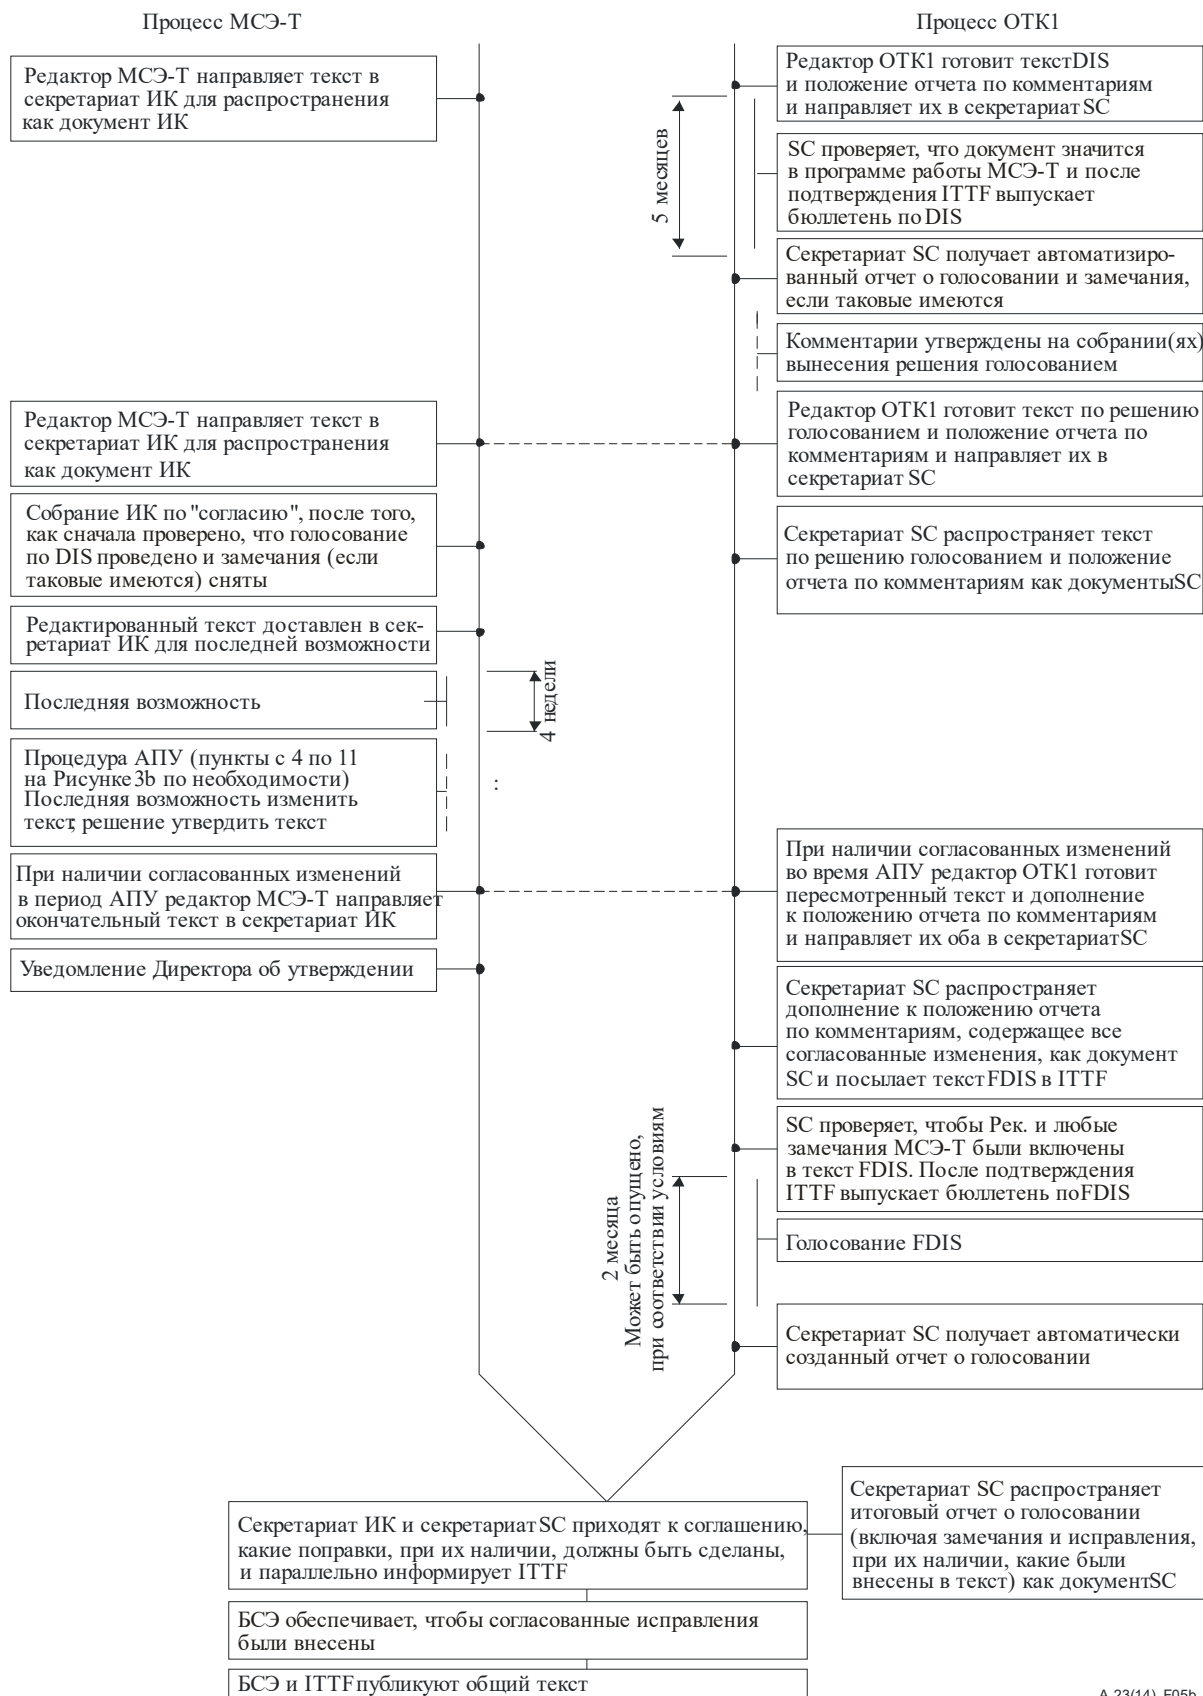 Процесс МСЭ-Т
Редактор МСЭ-Т направляет текст в
секретариат ИК для распространения
как документ ИК
Редактор МСЭ-Т направляет текст в
секретариат ИК для распространения
как документ ИК
Собрание ИК по "согласию", после того,
как сначала проверено, что голосование
по DIS проведено и замечания (если
таковые имеются) сняты
Редактированный текст доставлен в сек-
ретариат ИК для последней возможности
Последняя возможность
4 недели
Процедура АПУ (пункты с 4 по 11
на Рисунке 3b по необходимости)
Последняя возможность изменить
текст; решение утвердить текст
:
При наличии согласованных изменений
в период АПУ редактор МСЭ-Т направляет
окончательный текст в секретариат ИК
Уведомление Директора об утверждении
Процесс ОТК1
Редактор ОТК1 готовит текст DIS
и положение отчета по комментариям
и направляет их в секретариат SC
5 месяцев
SC проверяет, что документ значится
в программе работы МСЭ-Т и после
подтверждения ITTF выпускает
бюллетень по DIS
Секретариат SC получает автоматизиро-
ванный отчет о голосовании и замечания,
если таковые имеются
Комментарии утверждены на собрании(ях)
вынесения решения голосованием
Редактор ОТК1 готовит текст по решению
голосованием и положение отчета по
комментариям и направляет их в
секретариат SC
Секретариат SC распространяет текст
по решению голосованием и положение
отчета по комментариям как документы SC
При наличии согласованных изменений
во время АПУ редактор ОТК1 готовит
пересмотренный текст и дополнение
к положению отчета по комментариям
и направляет их оба в секретариат SC
Секретариат SC распространяет
дополнение к положению отчета
по комментариям, содержащее все
согласованные изменения, как документ
SC и посылает текст FDIS в ITTF
SC проверяет, чтобы Рек. и любые
замечания МСЭ-Т были включены
в текст FDIS. После подтверждения
ITTF выпускает бюллетень по FDIS
2 месяца
Может быть опущено,
при соответствии условиям
Голосование FDIS
Секретариат SC получает автоматически
созданный отчет о голосовании
Секретариат ИК и секретариат SC приходят к соглашению,
какие поправки, при их наличии, должны быть сделаны,
и параллельно информирует ITTF
Секретариат SC распространяет
итоговый отчет о голосовании
(включая замечания и исправления,
при их наличии, какие были
внесены в текст) как документ SC
БСЭ обеспечивает, чтобы согласованные исправления
были внесены
БСЭ и ITTF публикуют общий текст
A.23(14)_F05b